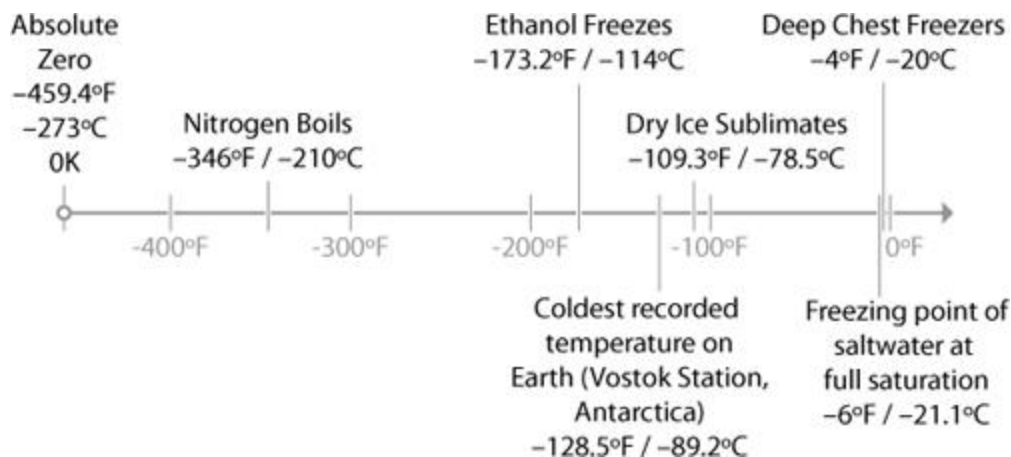 Absolute
Zero
–459.4ºF
–273ºC
0K
Nitrogen Boils
–346ºF / –210ºC
Ethanol Freezes
–173.2ºF / –114ºC
Dry Ice Sublimates
–109.3ºF / –78.5ºC
Deep Chest Freezers
–4ºF / –20ºC
-400ºF
-300ºF
-200ºF
-100ºF
0ºF
Coldest recorded
temperature on
Earth (Vostok Station,
Antarctica)
–128.5ºF / –89.2ºC
Freezing point of
saltwater at
full saturation
–6ºF / –21.1ºC